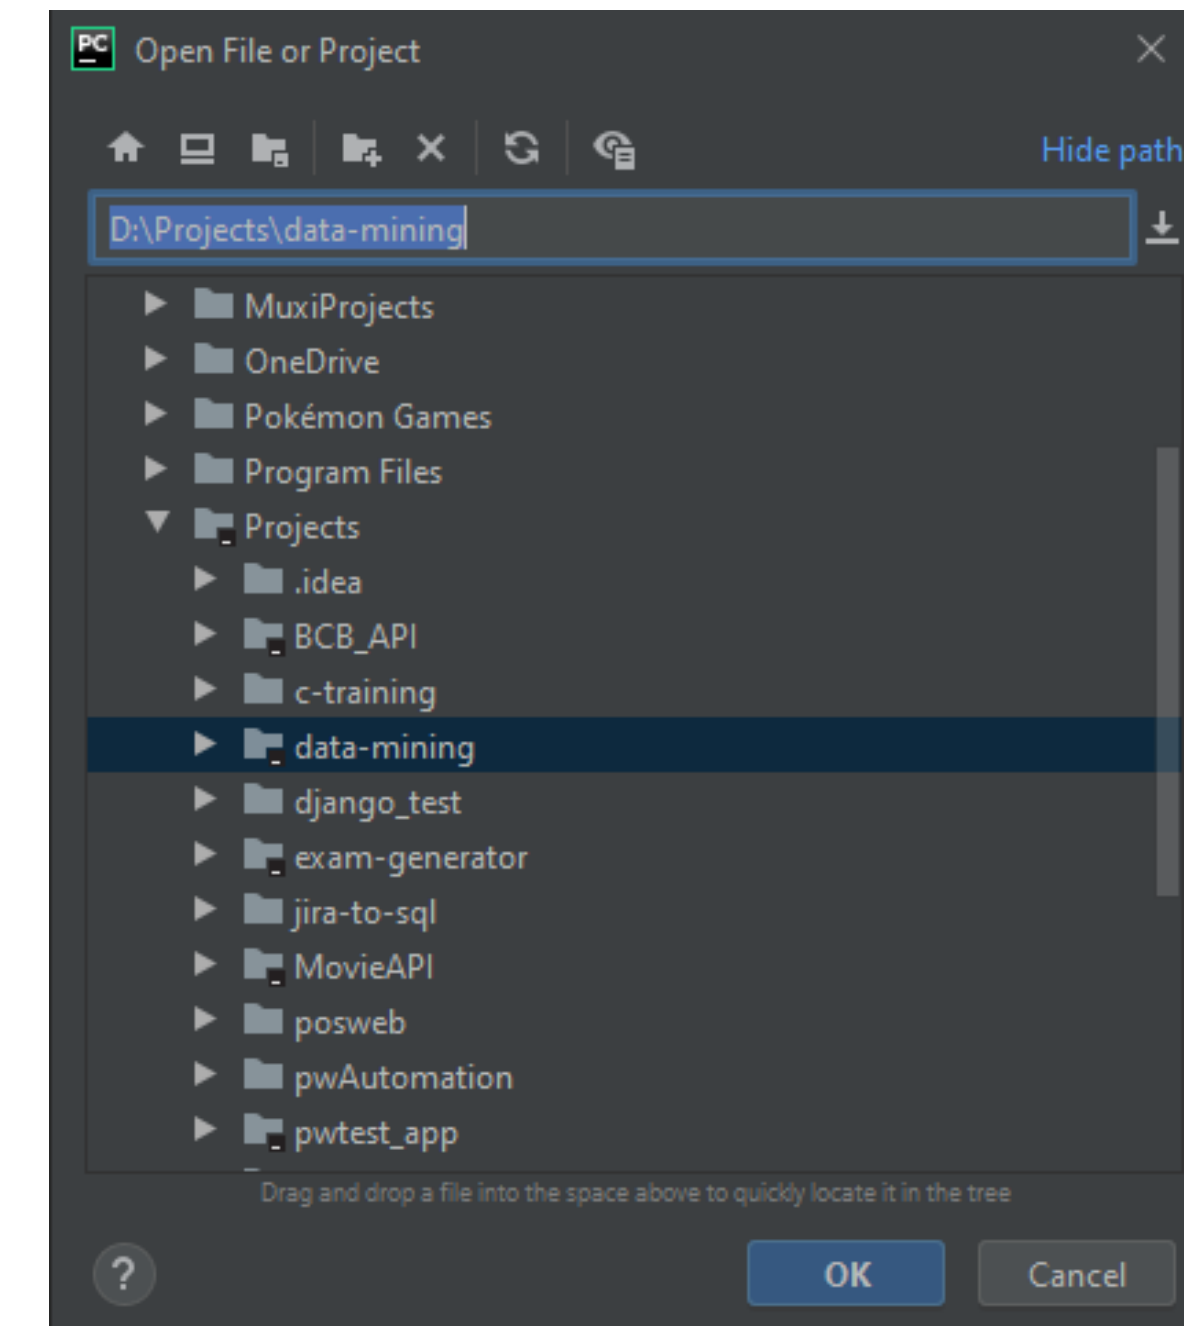 PC Open File or Project
Hide path
D:\Projects\data-mining
MuxiProjects
OneDrive
Pokémon Games
Program Files
Projects
.idea
BCB_API
c-training
data-mining
django_test
exam-generator
jira-to-sql
MovieAPI
posweb
pwAutomation
pwtest_app
Drag and drop a file into the space above to quickly locate it in the tree
? OK Cancel